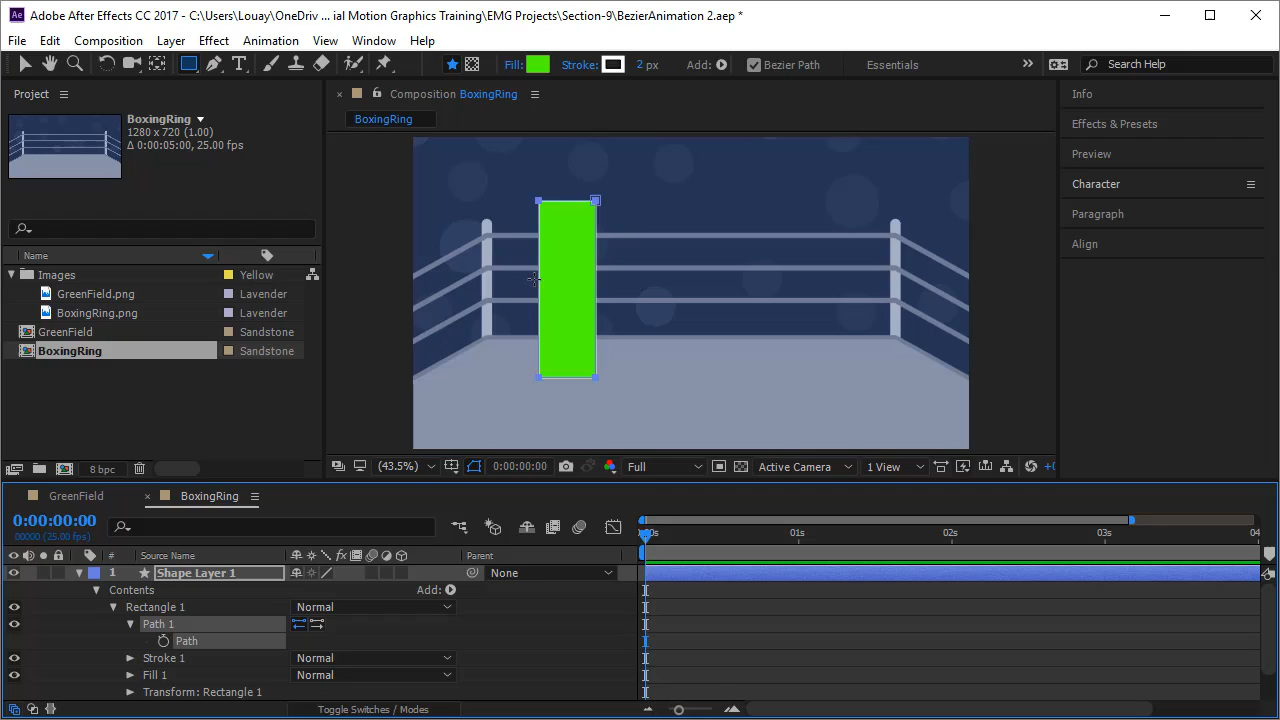 Ae Adobe After Effects CC 2017 - C:\Users\Louay\OneDriv ... ial Motion Graphics Training\EMG Projects\Section-9\BezierAnimation 2.aep *
File Edit Composition Layer Effect Animation View Window Help
Fill: Stroke: 2 px Add: Bezier Path Essentials Search Help
Project
Composition BoxingRing
BoxingRing
BoxingRing
1280 x 720 (1.00)
Δ 0:00:05:00, 25.00 fps
Info
Effects & Presets
Preview
Character
Paragraph
Align
Name
Images Yellow
GreenField.png Lavender
BoxingRing.png Lavender
GreenField Sandstone
BoxingRing Sandstone
8 bpc
(43.5%) 0:00:00:00 Full Active Camera 1 View +0
GreenField BoxingRing
0:00:00:00
00000 (25.00 fps)
:00s 01s 02s 03s 04
# Source Name Parent
1 Shape Layer 1 None
Contents Add:
Rectangle 1 Normal
Path 1
Path
Stroke 1 Normal
Fill 1 Normal
Transform: Rectangle 1
Toggle Switches / Modes